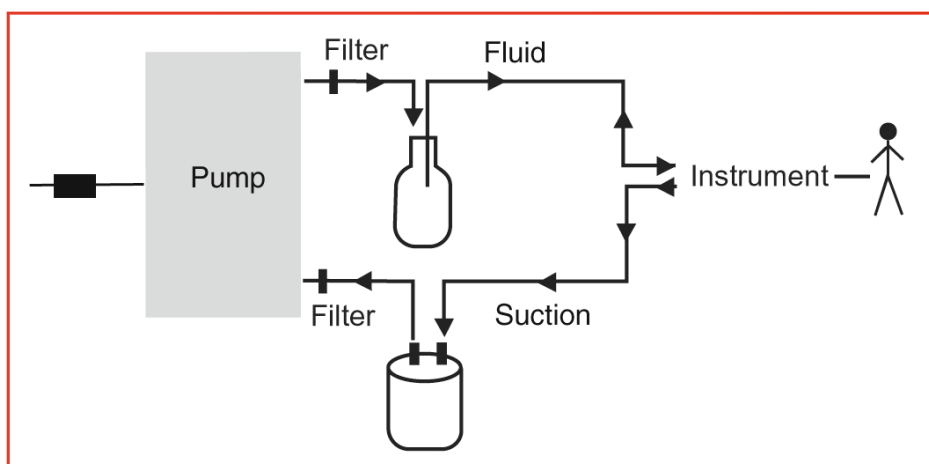 Filter
Fluid
Pump
Instrument
Filter
Suction